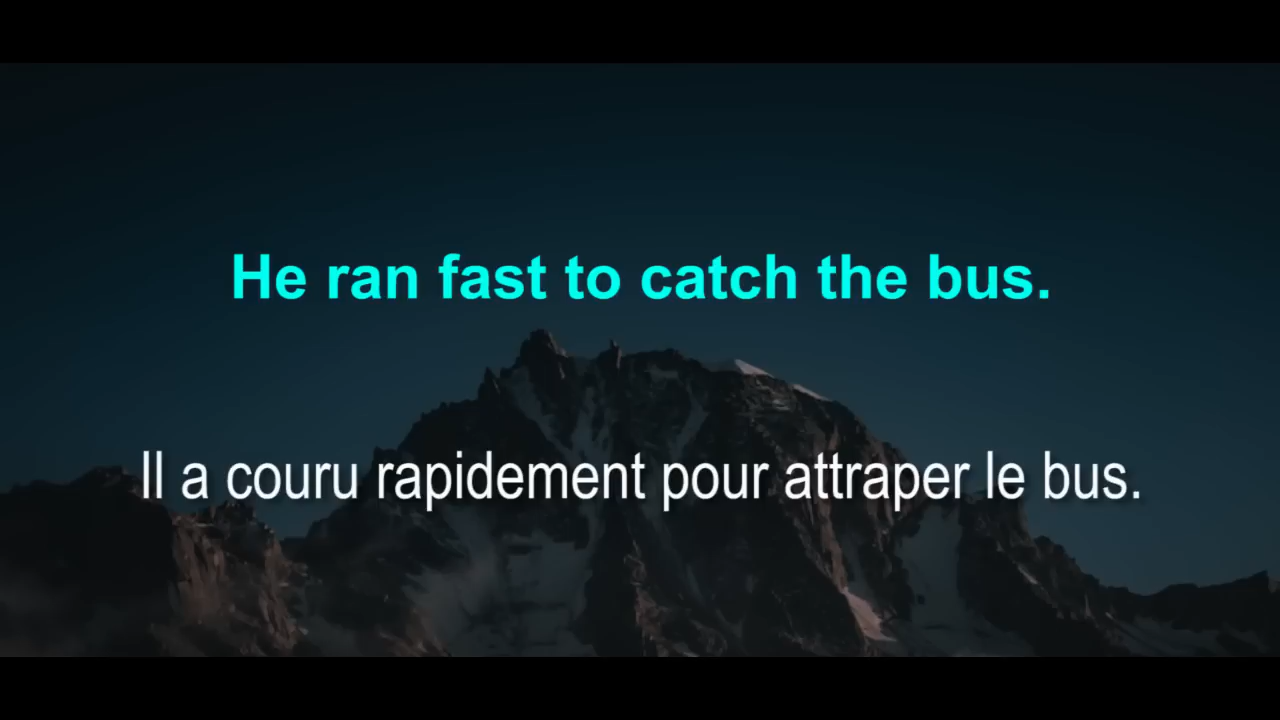 He ran fast to catch the bus.
Il a couru rapidement pour attraper le bus.